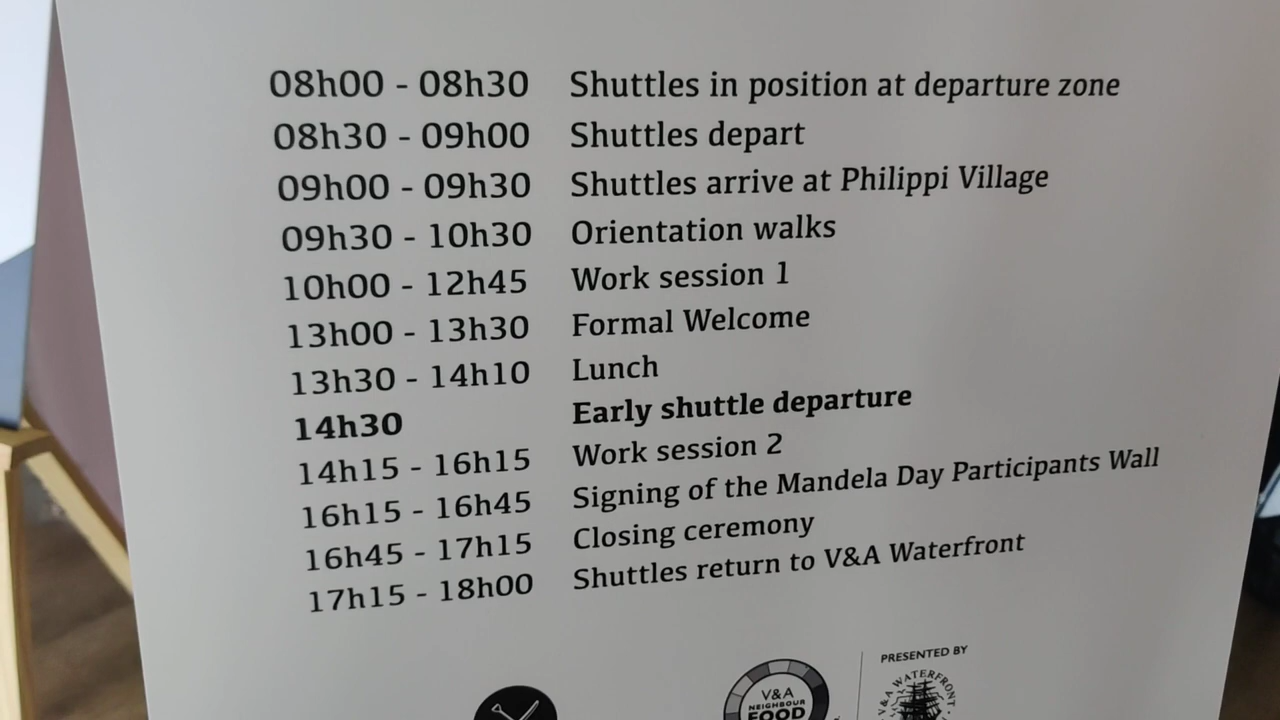 08h00 - 08h30 Shuttles in position at departure zone
08h30 - 09h00 Shuttles depart
09h00 - 09h30 Shuttles arrive at Philippi Village
09h30 - 10h30 Orientation walks
10h00 - 12h45 Work session 1
13h00 - 13h30 Formal Welcome
13h30 - 14h10 Lunch
14h30 Early shuttle departure
14h15 - 16h15 Work session 2
16h15 - 16h45 Signing of the Mandela Day Participants Wall
16h45 - 17h15 Closing ceremony
17h15 - 18h00 Shuttles return to V&A Waterfront
PRESENTED BY
V&A
NEIGHBOUR
FOOD
V&A WATERFRONT